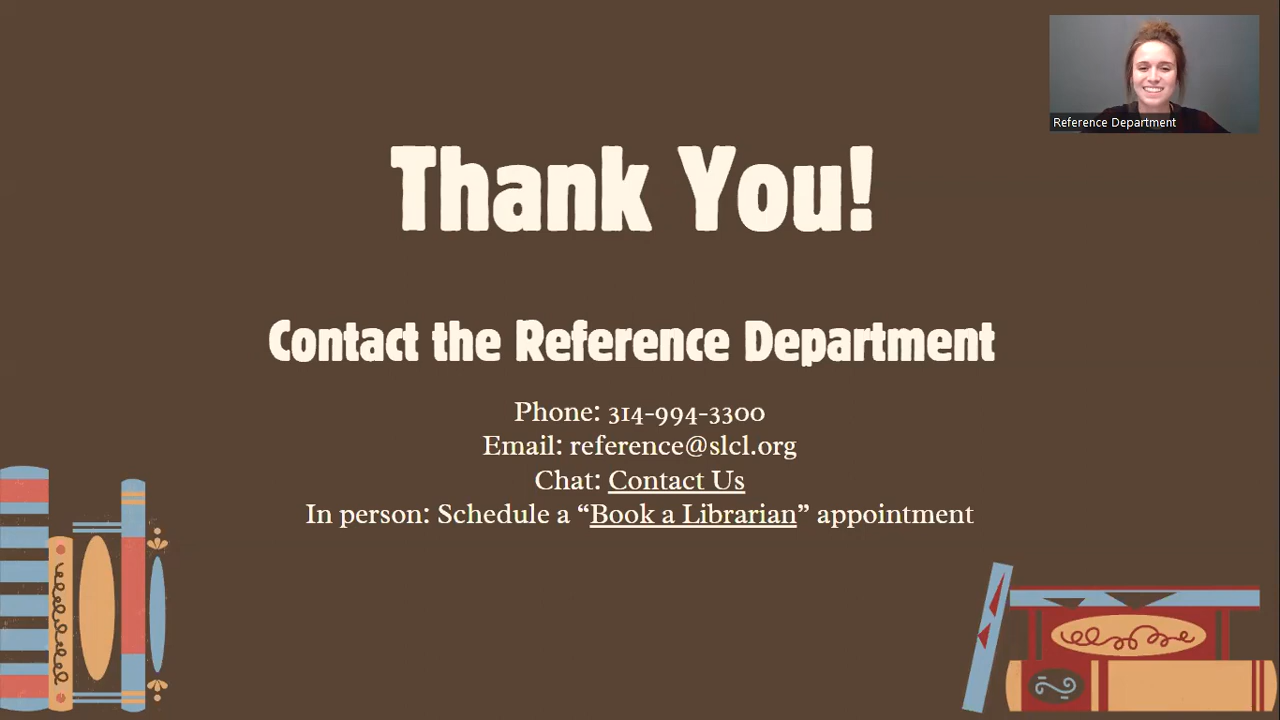 Reference Department
Thank You!
Contact the Reference Department
Phone: 314-994-3300
Email: reference@slcl.org
Chat: Contact Us
In person: Schedule a “Book a Librarian” appointment